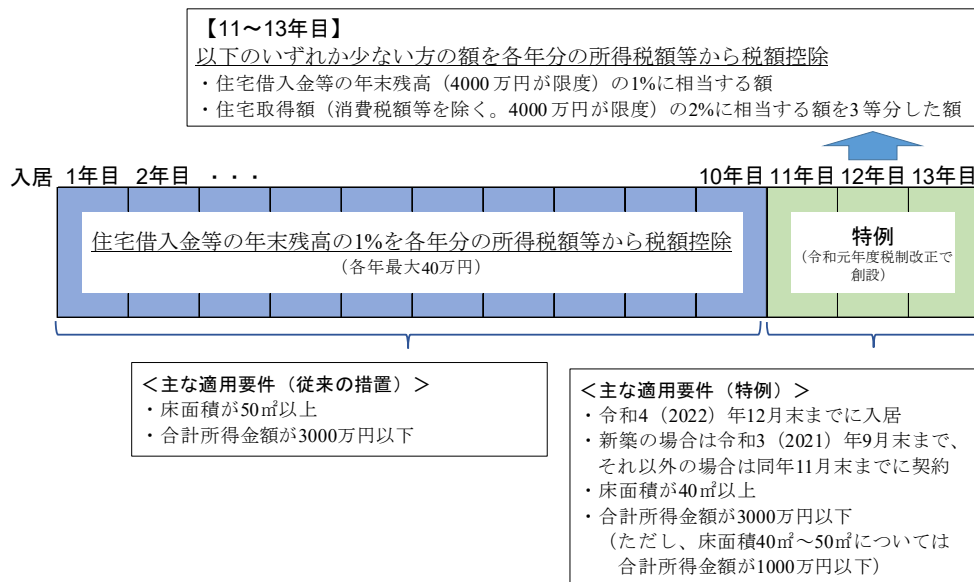 【11～13年目】
以下のいずれか少ない方の額を各年分の所得税額等から税額控除
・住宅借入金等の年末残高（4000万円が限度）の1%に相当する額
・住宅取得額（消費税額等を除く。4000万円が限度）の2%に相当する額を3等分した額
入居 1年目 2年目 ・・・ 10年目 11年目 12年目 13年目
住宅借入金等の年末残高の1%を各年分の所得税額等から税額控除
（各年最大40万円）
特例
（令和元年度税制改正で
創設）
＜主な適用要件（従来の措置）＞
・床面積が50㎡以上
・合計所得金額が3000万円以下
＜主な適用要件（特例）＞
・令和4（2022）年12月末までに入居
・新築の場合は令和3（2021）年9月末まで、
それ以外の場合は同年11月末までに契約
・床面積が40㎡以上
・合計所得金額が3000万円以下
（ただし、床面積40㎡～50㎡については
合計所得金額が1000万円以下）